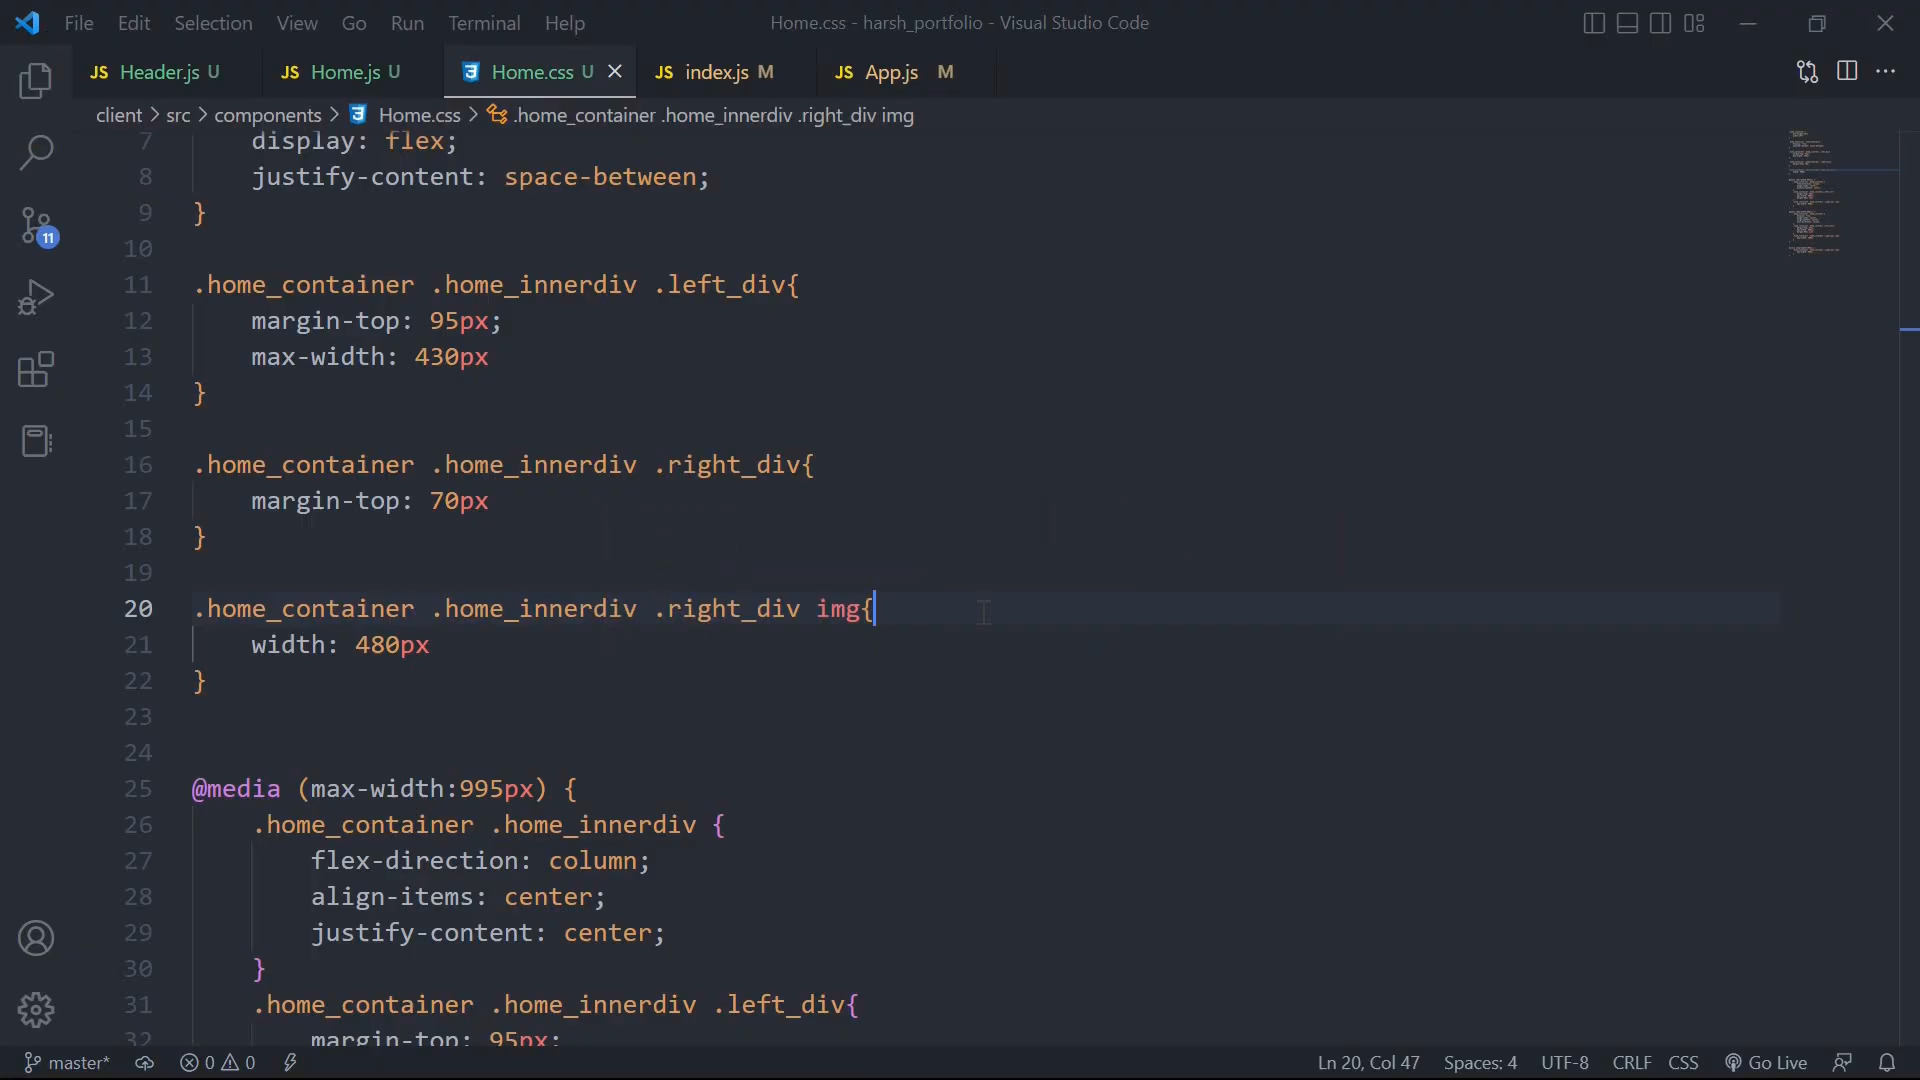 File Edit Selection View Go Run Terminal Help Home.css - harsh_portfolio - Visual Studio Code
JS Header.js U JS Home.js U Home.css U JS index.js M JS App.js M
client > src > components > Home.css > .home_container .home_innerdiv .right_div img
7 display: flex;
8 justify-content: space-between;
9 }
10
11 .home_container .home_innerdiv .left_div{
12 margin-top: 95px;
13 max-width: 430px
14 }
15
16 .home_container .home_innerdiv .right_div{
17 margin-top: 70px
18 }
19
20 .home_container .home_innerdiv .right_div img{
21 width: 480px
22 }
23
24
25 @media (max-width:995px) {
26 .home_container .home_innerdiv {
27 flex-direction: column;
28 align-items: center;
29 justify-content: center;
30 }
31 .home_container .home_innerdiv .left_div{
32 margin-top: 95px;
11
master* 0 0 Ln 20, Col 47 Spaces: 4 UTF-8 CRLF CSS Go Live